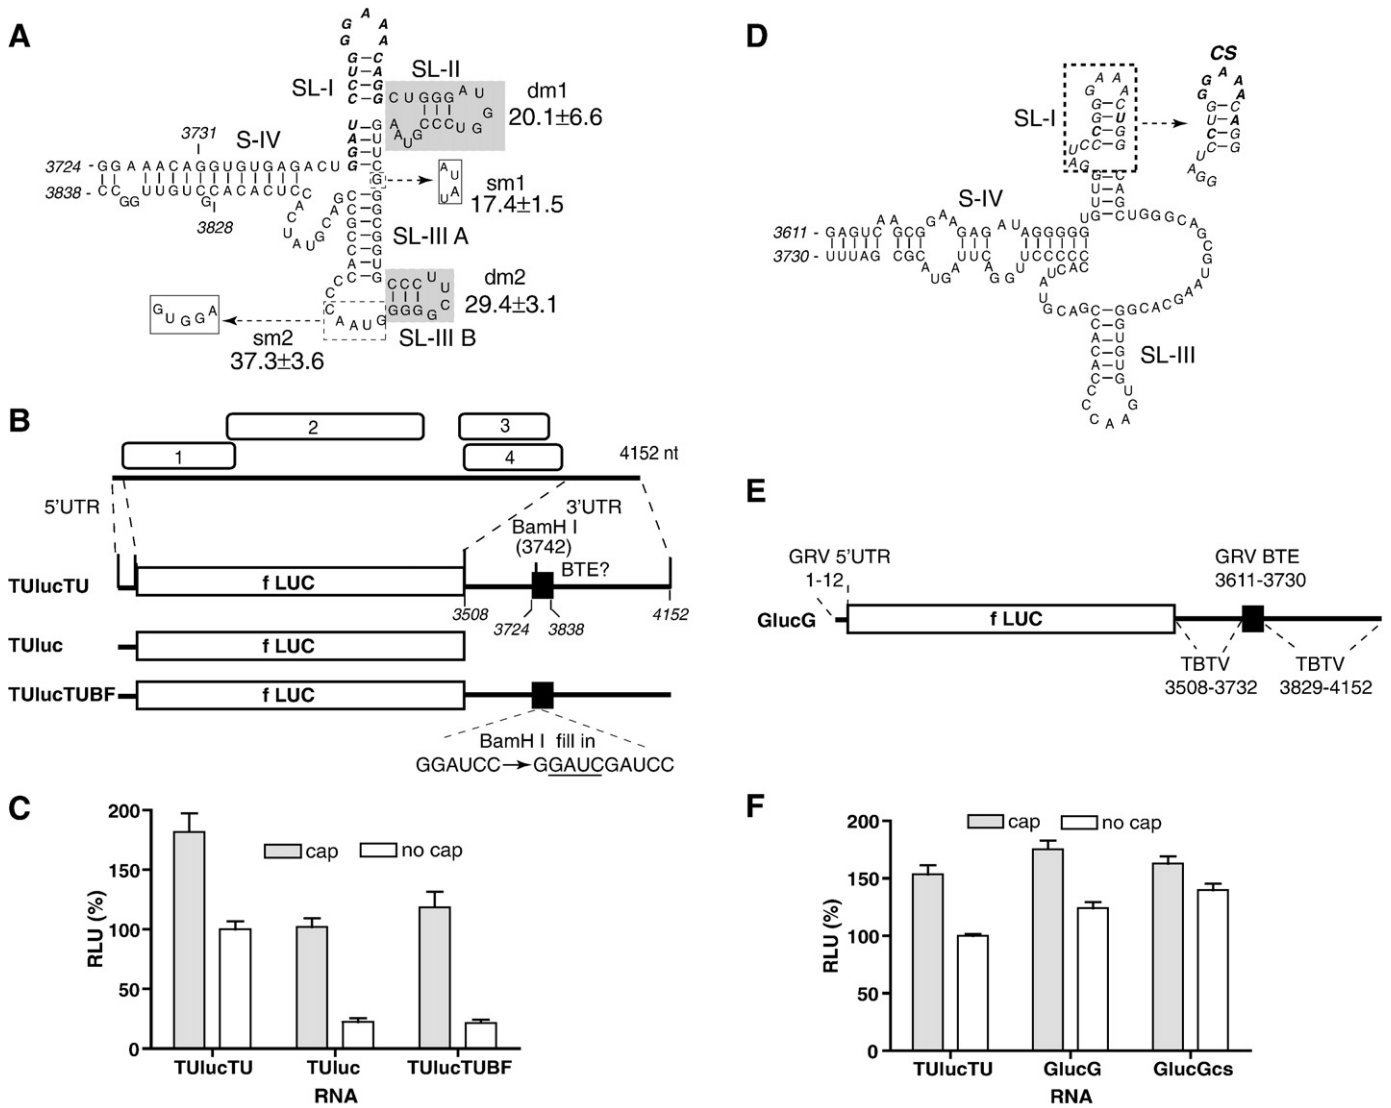 A
SL-I
SL-II
dm1
20.1±6.6
3731
S-IV
3724 - GGAAACAGGUGUGAGACU
3838 -
3828
sm1
17.4±1.5
SL-III A
dm2
29.4±3.1
SL-III B
GUGGA
sm2
37.3±3.6
B
1
2
3
4
4152 nt
5'UTR
3'UTR
BamH I
(3742)
BTE?
TUlucTU
f LUC
3508
3724
3838
4152
TUluc
f LUC
TUlucTUBF
f LUC
BamH I fill in
GGAUCC→GGAUCGAUCC
C
RLU (%)
200
150
100
50
0
cap
no cap
TUlucTU
TUluc
TUlucTUBF
RNA
D
CS
SL-I
S-IV
3611 -
3730 -
SL-III
E
GRV 5'UTR
1-12
GRV BTE
3611-3730
GlucG
f LUC
TBTV
3508-3732
TBTV
3829-4152
F
RLU (%)
200
150
100
50
0
cap
no cap
TUlucTU
GlucG
GlucGcs
RNA